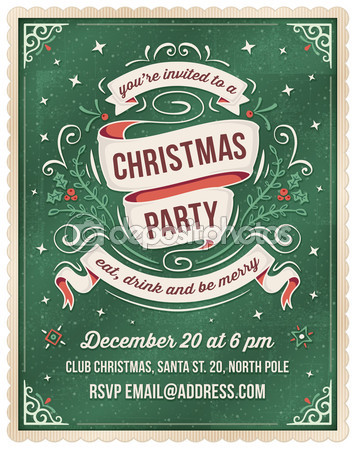 you're invited to a
CHRISTMAS
PARTY
depositphotos
eat, drink and be merry
December 20 at 6 pm
CLUB CHRISTMAS, SANTA ST. 20, NORTH POLE
RSVP EMAIL@ADDRESS.COM